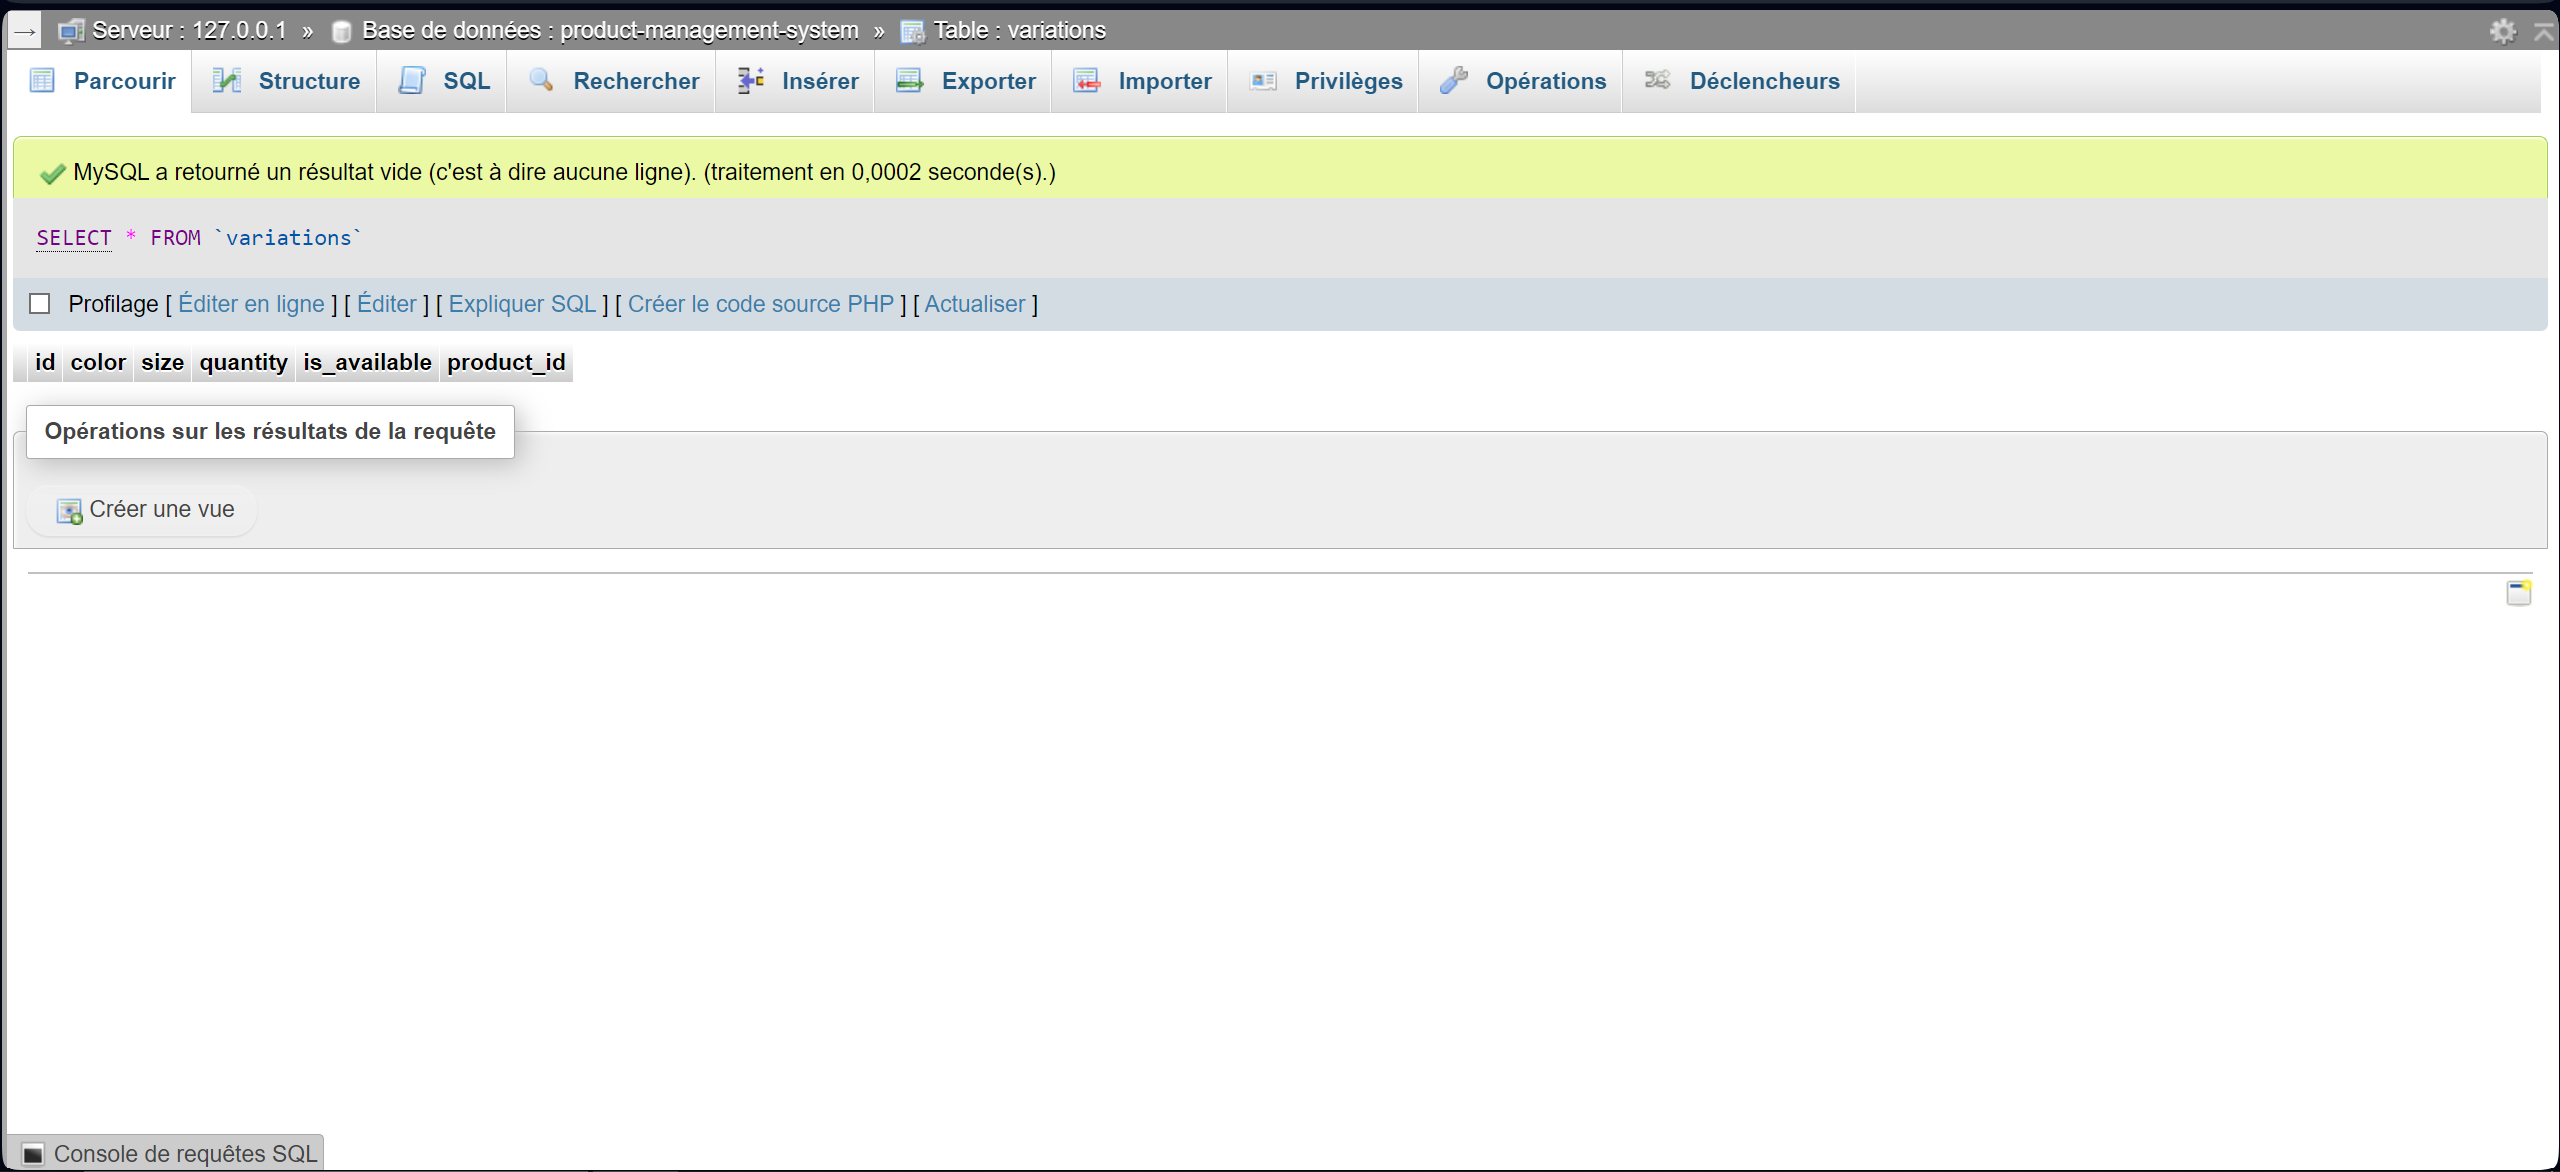 → Serveur : 127.0.0.1 » Base de données : product-management-system » Table : variations
Parcourir Structure SQL Rechercher Insérer Exporter Importer Privilèges Opérations Déclencheurs
MySQL a retourné un résultat vide (c'est à dire aucune ligne). (traitement en 0,0002 seconde(s).)
SELECT * FROM `variations`
Profilage [ Éditer en ligne ] [ Éditer ] [ Expliquer SQL ] [ Créer le code source PHP ] [ Actualiser ]
id color size quantity is_available product_id
Opérations sur les résultats de la requête
Créer une vue
Console de requêtes SQL